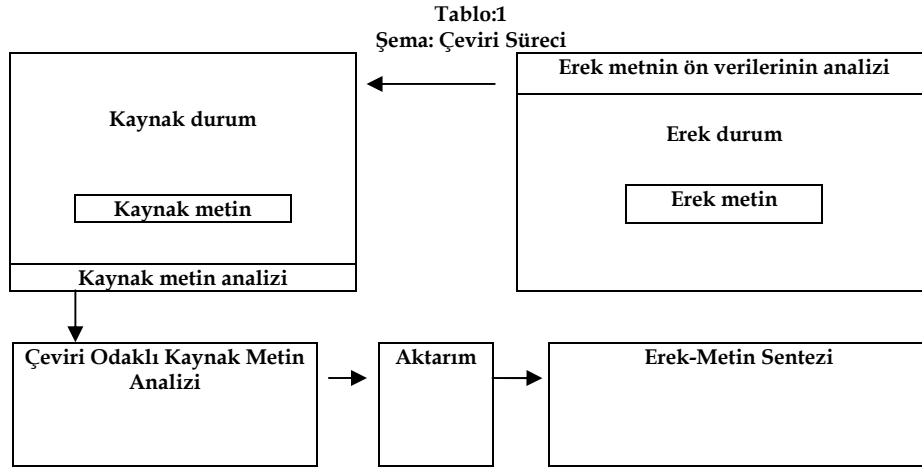 Tablo:1
Şema: Çeviri Süreci
Kaynak durum
Kaynak metin
Kaynak metin analizi
Erek metnin ön verilerinin analizi
Erek durum
Erek metin
Çeviri Odaklı Kaynak Metin
Analizi
Aktarım
Erek-Metin Sentezi